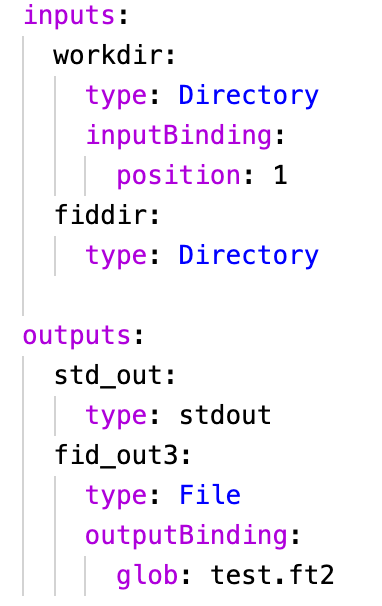 inputs:
  workdir:
    type: Directory
    inputBinding:
      position: 1
  fiddir:
    type: Directory

outputs:
  std_out:
    type: stdout
  fid_out3:
    type: File
    outputBinding:
      glob: test.ft2